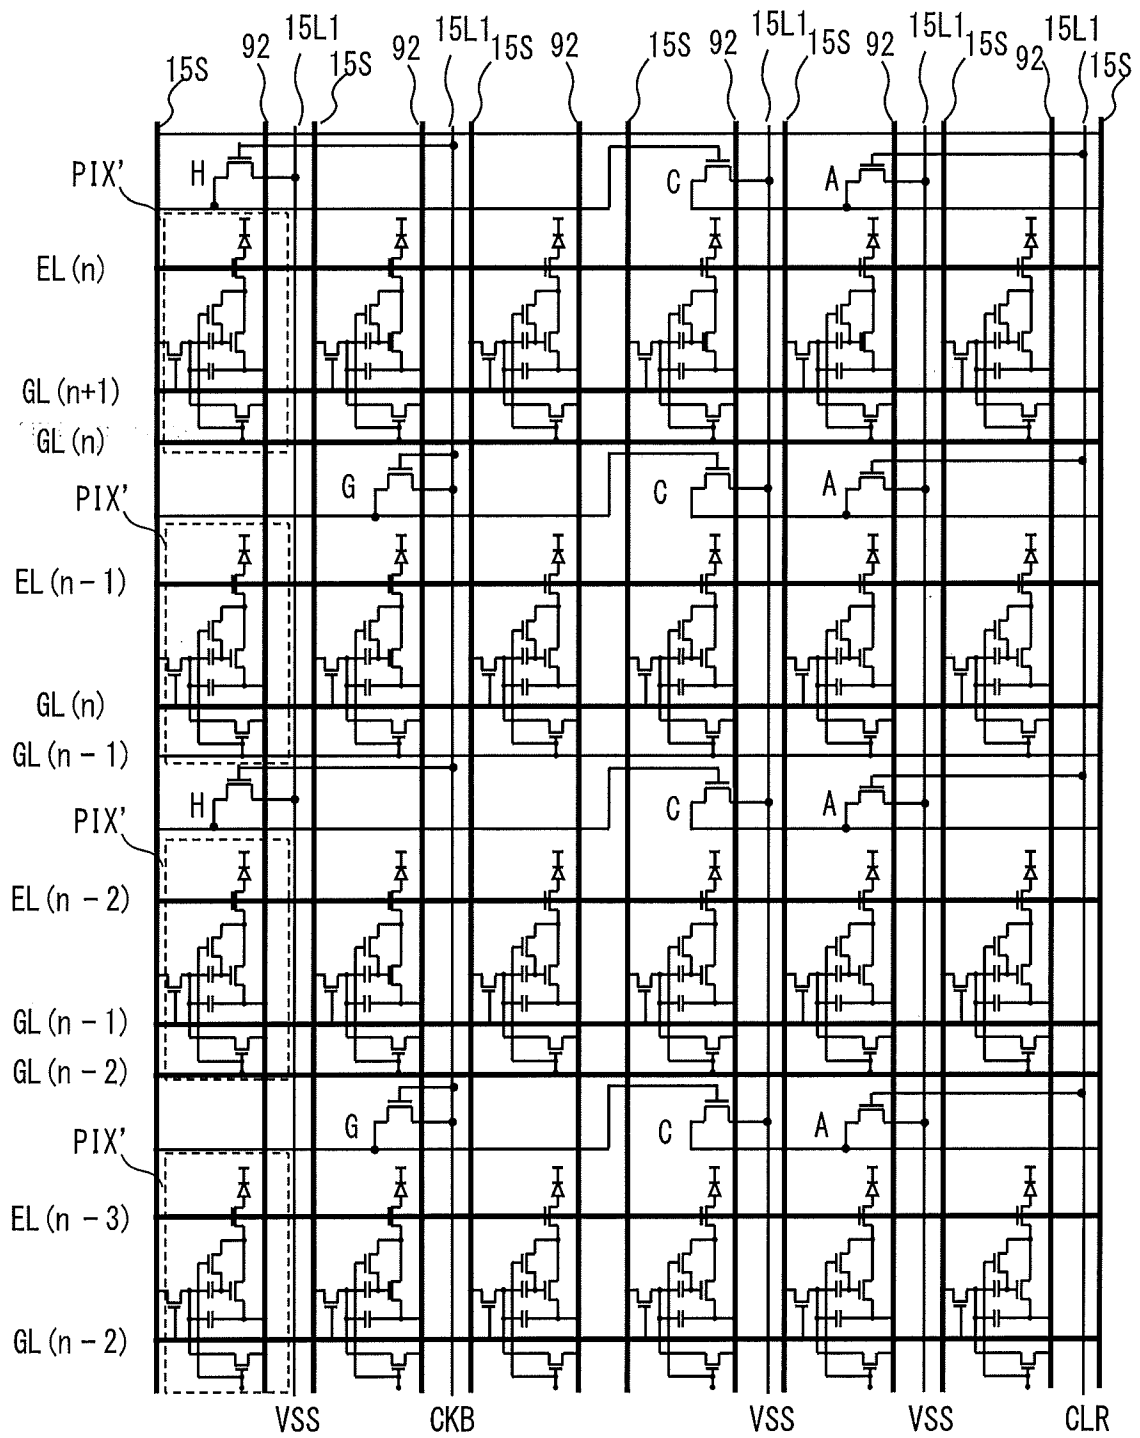 15S 92 15L1 15S 92 15L1 15S 92 15S 92 15L1 15S 92 15L1 15S 92 15L1 15S
PIX' H C A
EL(n)
GL(n+1)
GL(n)
PIX' G C A
EL(n-1)
GL(n)
GL(n-1)
PIX' H C A
EL(n-2)
GL(n-1)
GL(n-2)
PIX' G C A
EL(n-3)
GL(n-2)
VSS CKB VSS VSS CLR